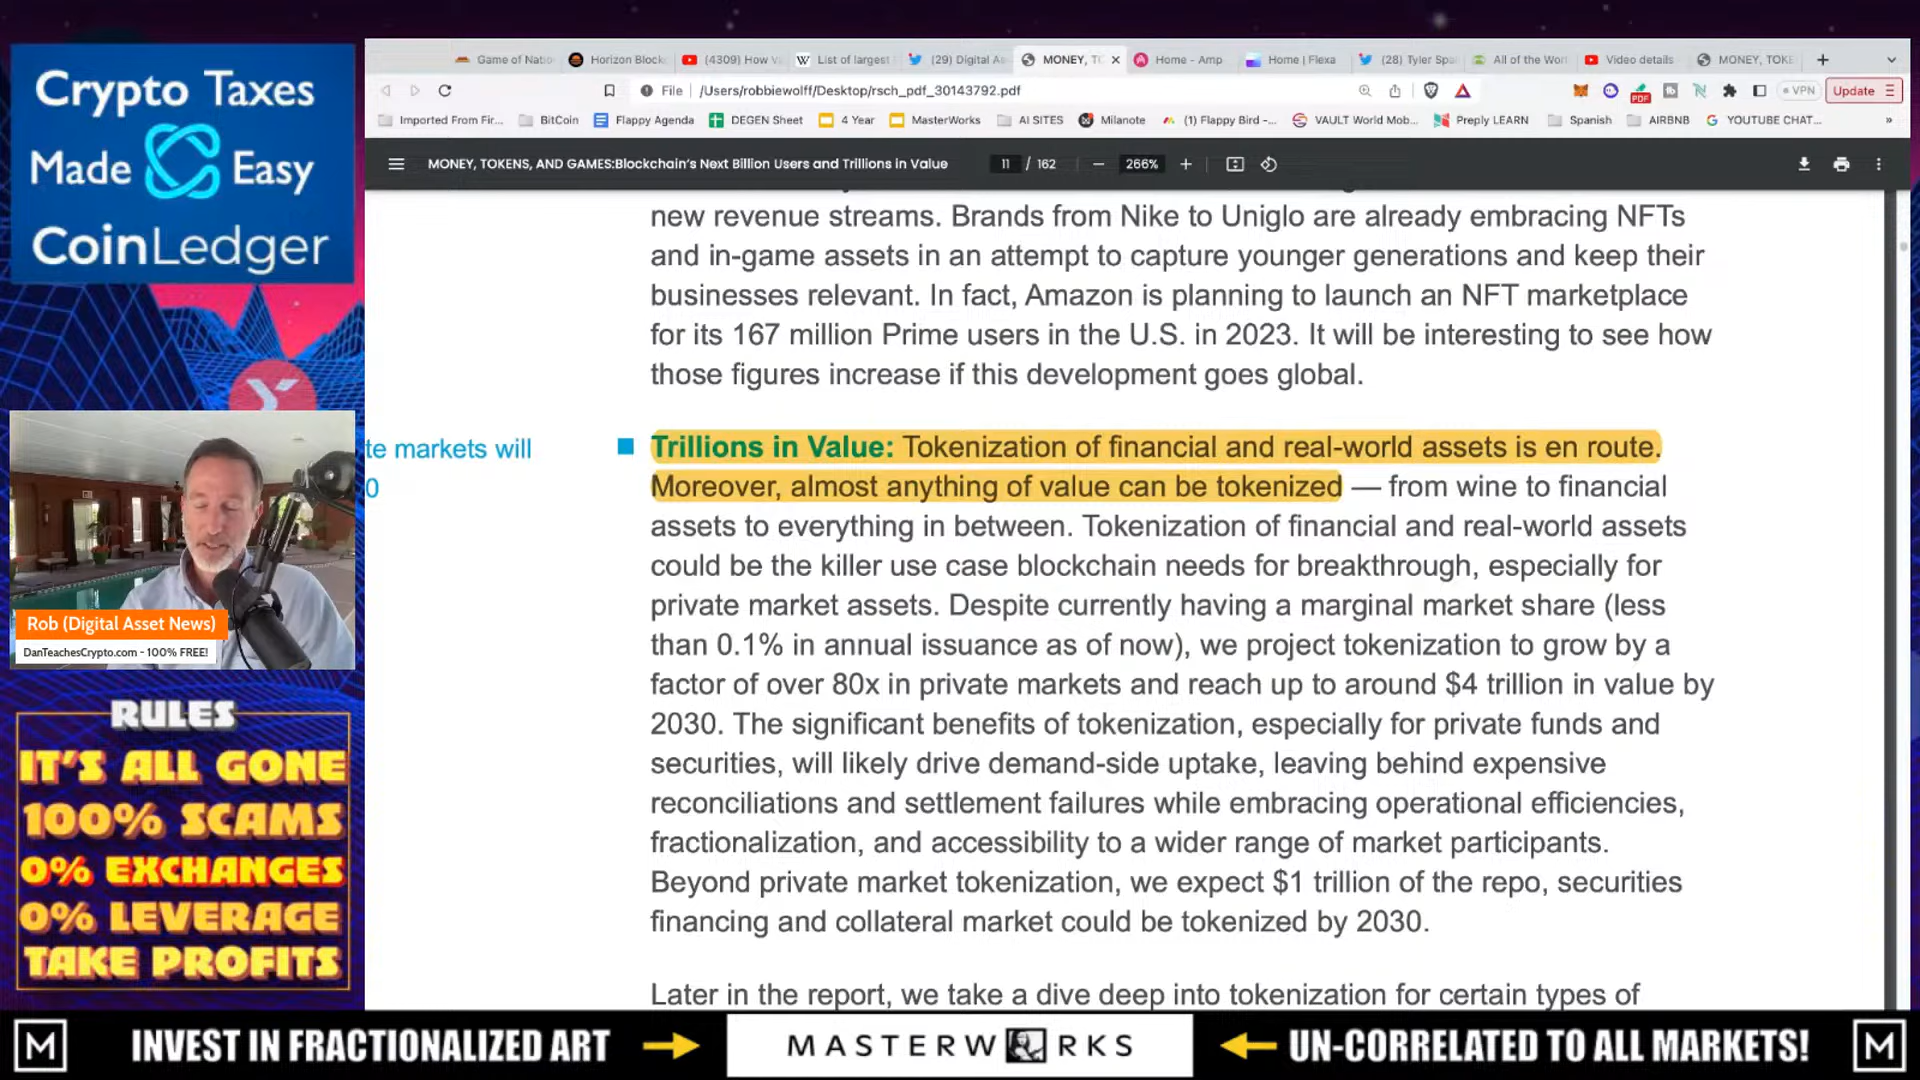 Crypto Taxes
Made Easy
CoinLedger
Rob (Digital Asset News)
DanTeachesCrypto.com - 100% FREE!
RULES
IT'S ALL GONE
100% SCAMS
0% EXCHANGES
0% LEVERAGE
TAKE PROFITS
Game of Natio
Horizon Block
(4309) How V
List of largest
(29) Digital As
MONEY, TO
Home - Amp
Home | Flexa
(28) Tyler Spa
All of the Wor
Video details
MONEY, TOKE
File
/Users/robbiewolff/Desktop/rsch_pdf_30143792.pdf
PDF
VPN
Update
Imported From Fir...
BitCoin
Flappy Agenda
DEGEN Sheet
4 Year
MasterWorks
AI SITES
Milanote
(1) Flappy Bird -...
VAULT World Mob...
Preply LEARN
Spanish
AIRBNB
YOUTUBE CHAT...
MONEY, TOKENS, AND GAMES:Blockchain's Next Billion Users and Trillions in Value
11 / 162
266%
new revenue streams. Brands from Nike to Uniglo are already embracing NFTs
and in-game assets in an attempt to capture younger generations and keep their
businesses relevant. In fact, Amazon is planning to launch an NFT marketplace
for its 167 million Prime users in the U.S. in 2023. It will be interesting to see how
those figures increase if this development goes global.
te markets will
0
Trillions in Value: Tokenization of financial and real-world assets is en route.
Moreover, almost anything of value can be tokenized — from wine to financial
assets to everything in between. Tokenization of financial and real-world assets
could be the killer use case blockchain needs for breakthrough, especially for
private market assets. Despite currently having a marginal market share (less
than 0.1% in annual issuance as of now), we project tokenization to grow by a
factor of over 80x in private markets and reach up to around $4 trillion in value by
2030. The significant benefits of tokenization, especially for private funds and
securities, will likely drive demand-side uptake, leaving behind expensive
reconciliations and settlement failures while embracing operational efficiencies,
fractionalization, and accessibility to a wider range of market participants.
Beyond private market tokenization, we expect $1 trillion of the repo, securities
financing and collateral market could be tokenized by 2030.
Later in the report, we take a dive deep into tokenization for certain types of
M
INVEST IN FRACTIONALIZED ART
MASTERWORKS
UN-CORRELATED TO ALL MARKETS!
M